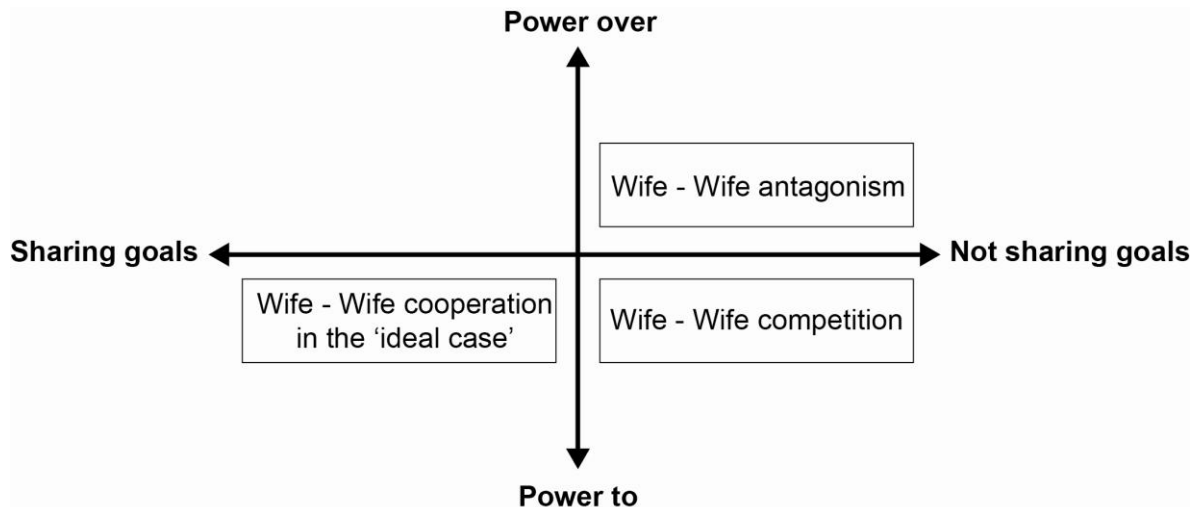 Power over
Wife - Wife antagonism
Sharing goals
Not sharing goals
Wife - Wife cooperation
in the ‘ideal case’
Wife - Wife competition
Power to